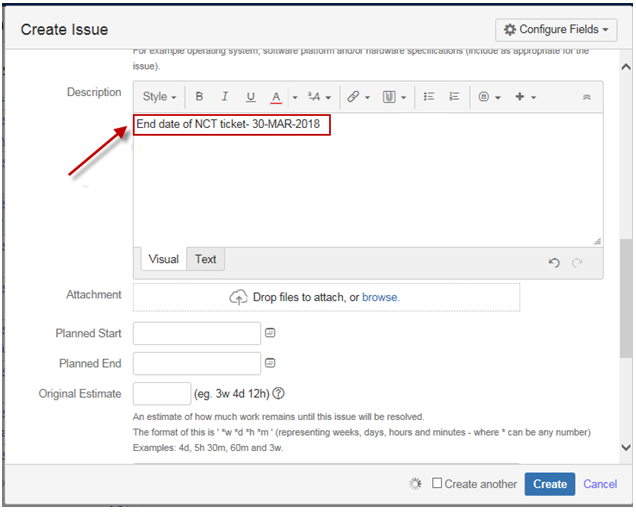 Create Issue
Configure Fields
For example operating system, software platform and/or hardware specifications (include as appropriate for the
issue).
Description
Style B I U A ᵃA
End date of NCT ticket- 30-MAR-2018
Visual Text
Attachment
Drop files to attach, or browse.
Planned Start
Planned End
Original Estimate (eg. 3w 4d 12h) ?
An estimate of how much work remains until this issue will be resolved.
The format of this is ' *w *d *h *m ' (representing weeks, days, hours and minutes - where * can be any number)
Examples: 4d, 5h 30m, 60m and 3w.
Create another Create Cancel